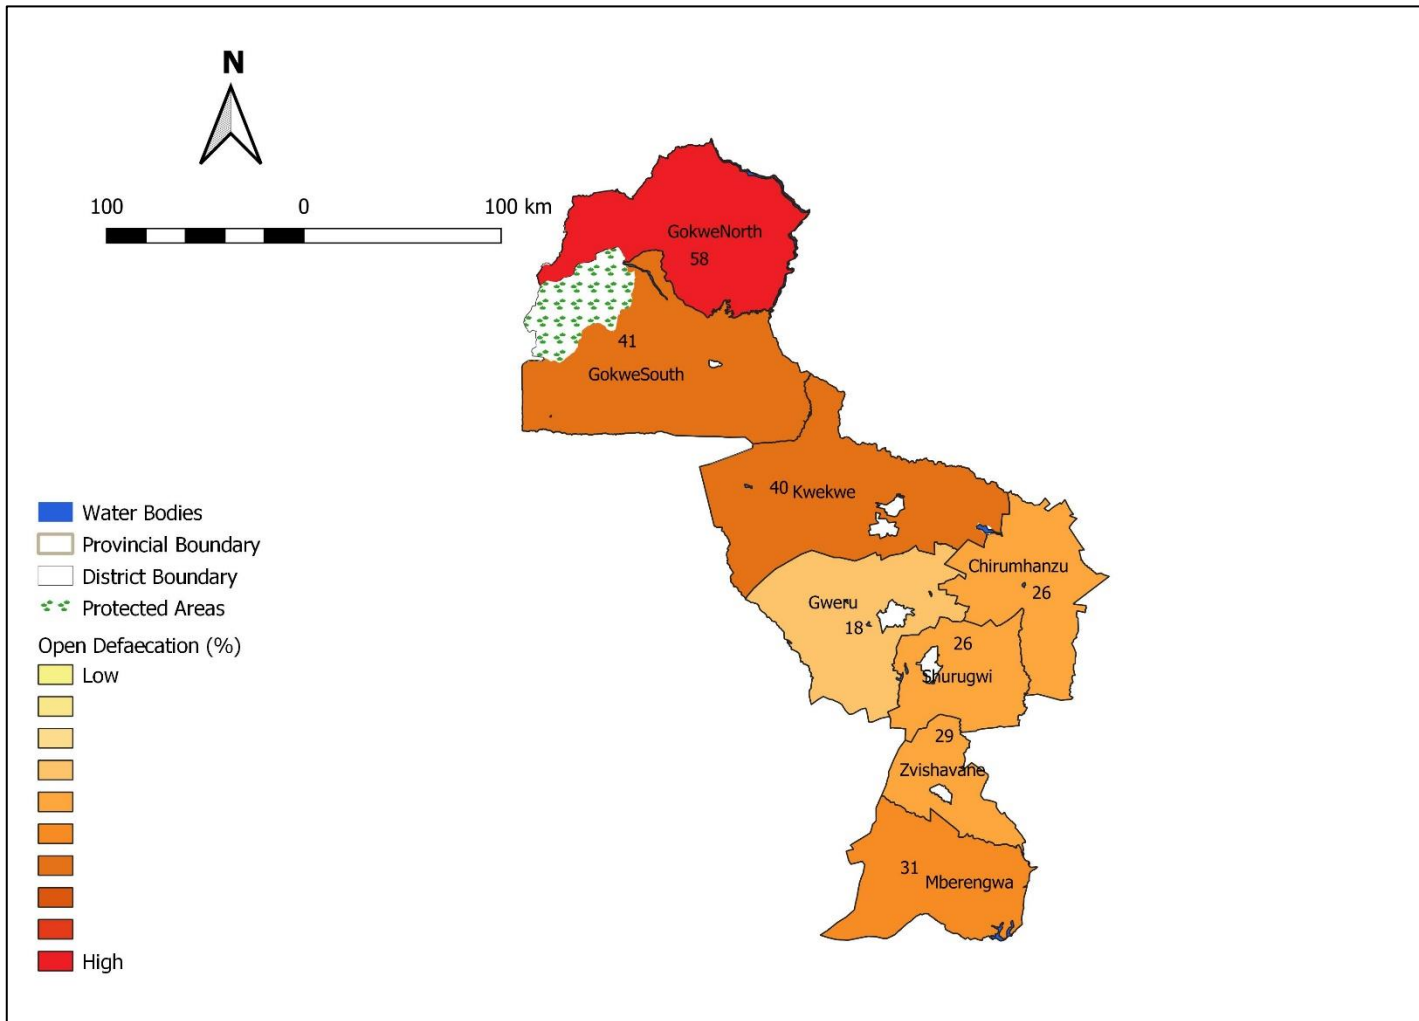 N
100 0 100 km
GokweNorth
58
41
GokweSouth
40 Kwekwe
Chirumhanzu
26
Gweru
18
26
Shurugwi
29
Zvishavane
31
Mberengwa
Water Bodies
Provincial Boundary
District Boundary
Protected Areas
Open Defaecation (%)
Low
High